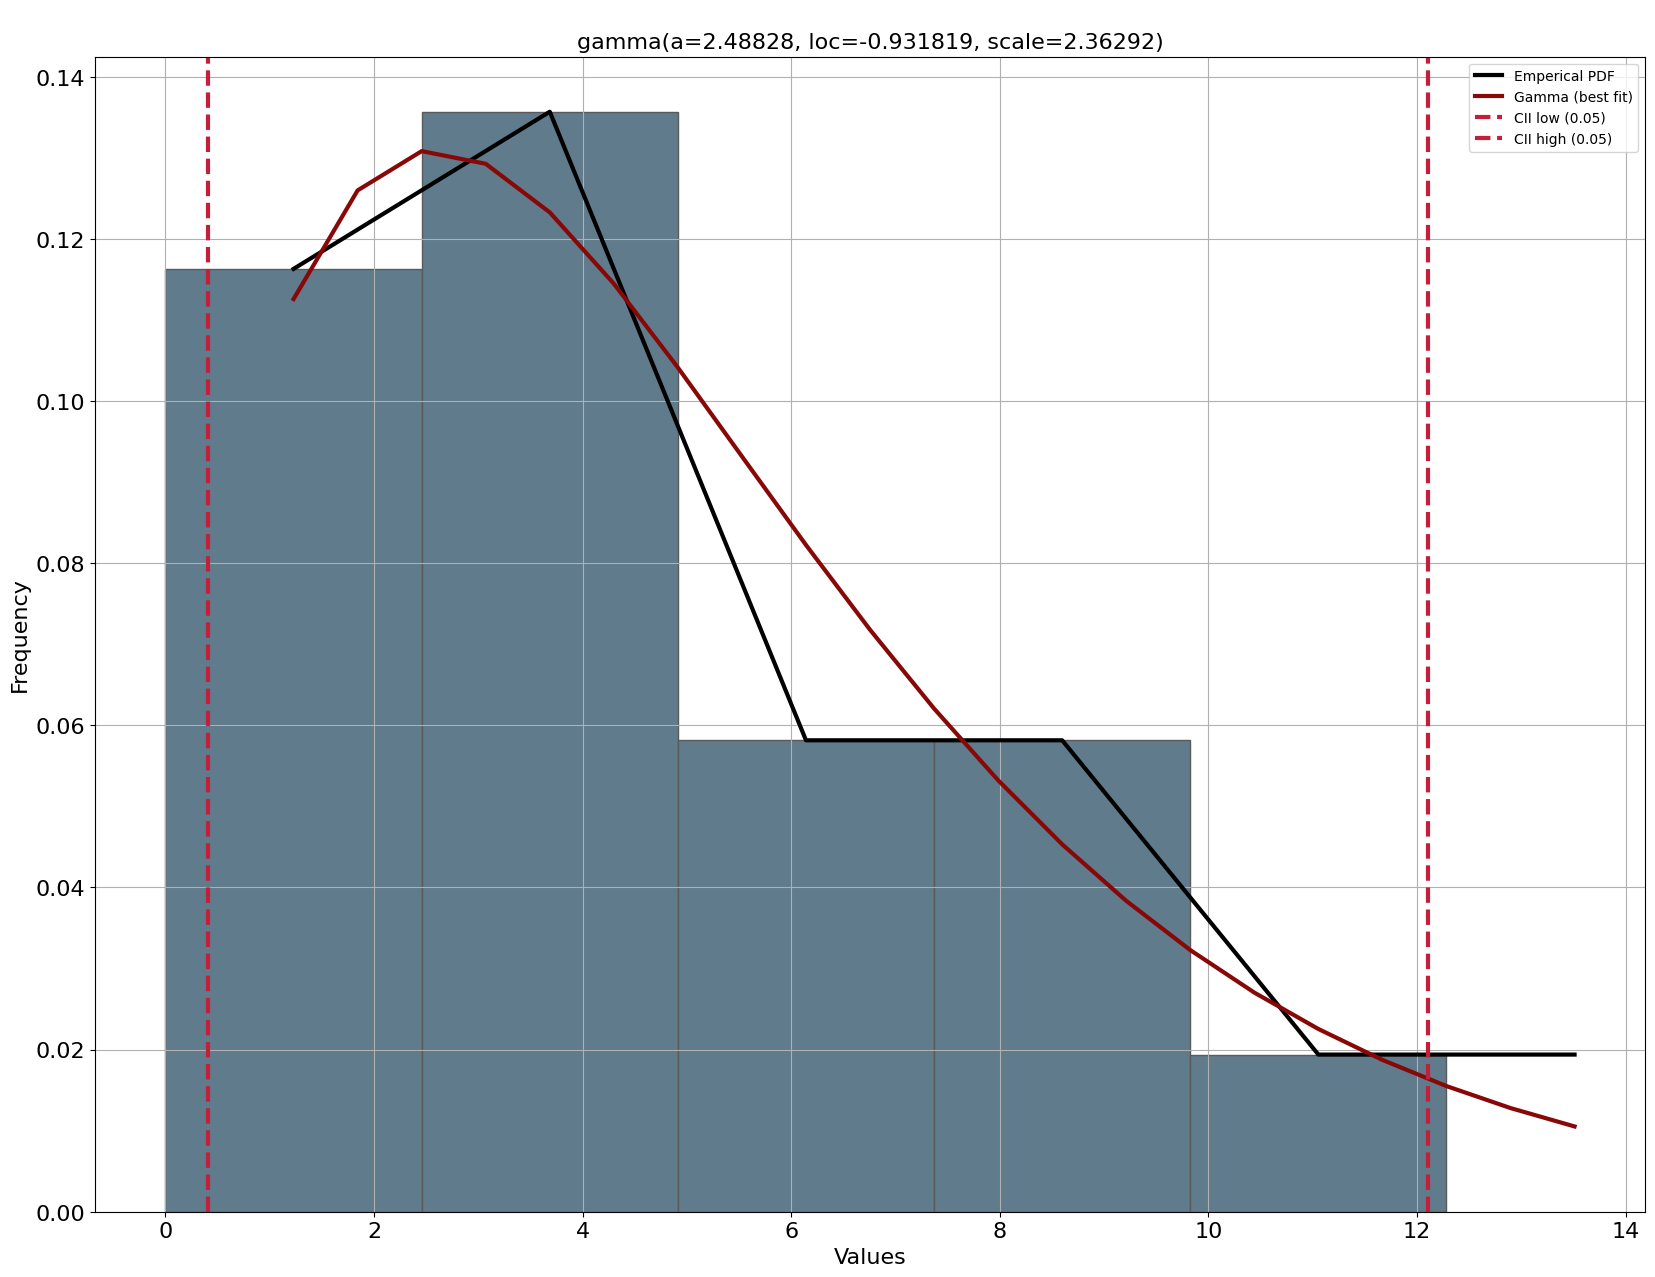 gamma(a=2.48828, loc=-0.931819, scale=2.36292)
Emperical PDF
Gamma (best fit)
CII low (0.05)
CII high (0.05)
0.14
0.12
0.10
0.08
0.06
0.04
0.02
0.00
Frequency
0 2 4 6 8 10 12 14
Values